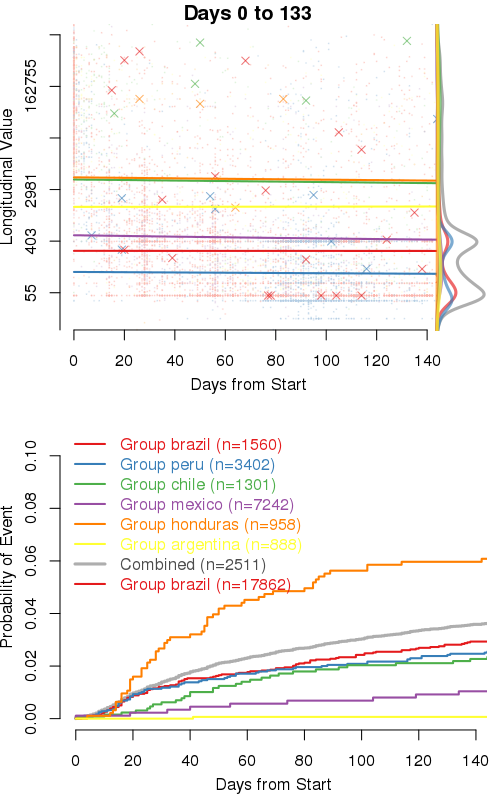 Days 0 to 133
Longitudinal Value
162755
2981
403
55
0 20 40 60 80 100 120 140
Days from Start
Probability of Event
0.10
0.08
0.06
0.04
0.02
0.00
Group brazil (n=1560)
Group peru (n=3402)
Group chile (n=1301)
Group mexico (n=7242)
Group honduras (n=958)
Group argentina (n=888)
Combined (n=2511)
Group brazil (n=17862)
0 20 40 60 80 100 120 140
Days from Start